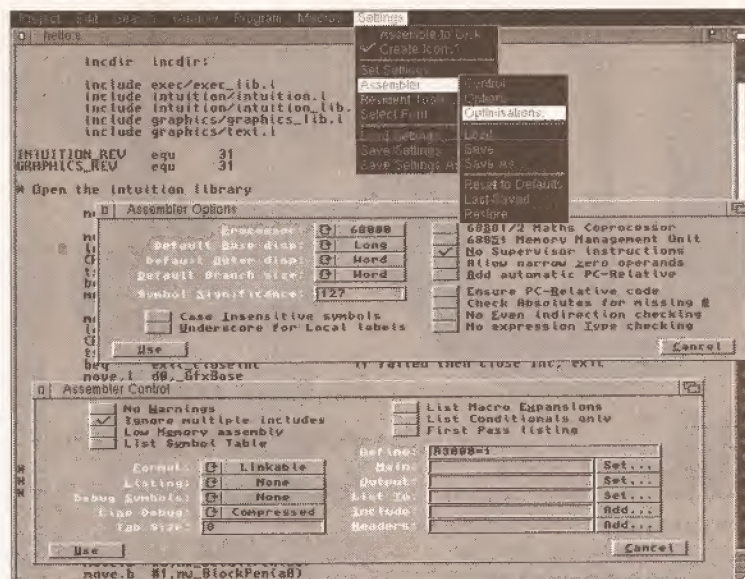 Project Edit Search Window Program Macros Settings
hello.s
Assemble to Disk
Create Icons?
incdir incdir:
include exec/exec_lib.i
include intuition/intuition.i
include intuition/intuition_lib.
include graphics/graphics_lib.i
include graphics/text.i
Set Settings
Assembler
Resident Tools
Select Font
Load Settings
Save Settings
Save Settings As
Control
Options
Optimisations
Load
Save
Save As
Reset to Defaults
Last Saved
Restore
INTUITION_REV equ 31
GRAPHICS_REV equ 31
* Open the intuition library
Assembler Options
Processor: 68000
Default Base disp: Long
Default Outer disp: Word
Default Branch size: Word
Symbol Significance: 127
Case Insensitive symbols
Underscore for Local labels
68881/2 Maths Coprocessor
68851 Memory Management Unit
No Supervisor instructions
Allow narrow zero operands
Add automatic PC-Relative
Ensure PC-Relative code
Check Absolutes for missing #
No Even indirection checking
No expression Type checking
Use
Cancel
beq exit_closeint if failed then close Int, exit
move.l d0,_GfxBase
Assembler Control
No Warnings
Ignore multiple includes
Low Memory assembly
List Symbol Table
List Macro Expansions
List Conditionals only
First Pass listing
Format: Linkable
Listing: None
Debug Symbols: None
Line Debug: Compressed
Tab Size: 8
Define:
Main: Set...
Output: Set...
List To: Set...
Include: Add...
Headers: Add...
Use
Cancel
move.b #1,nw_BlockPen(a0)